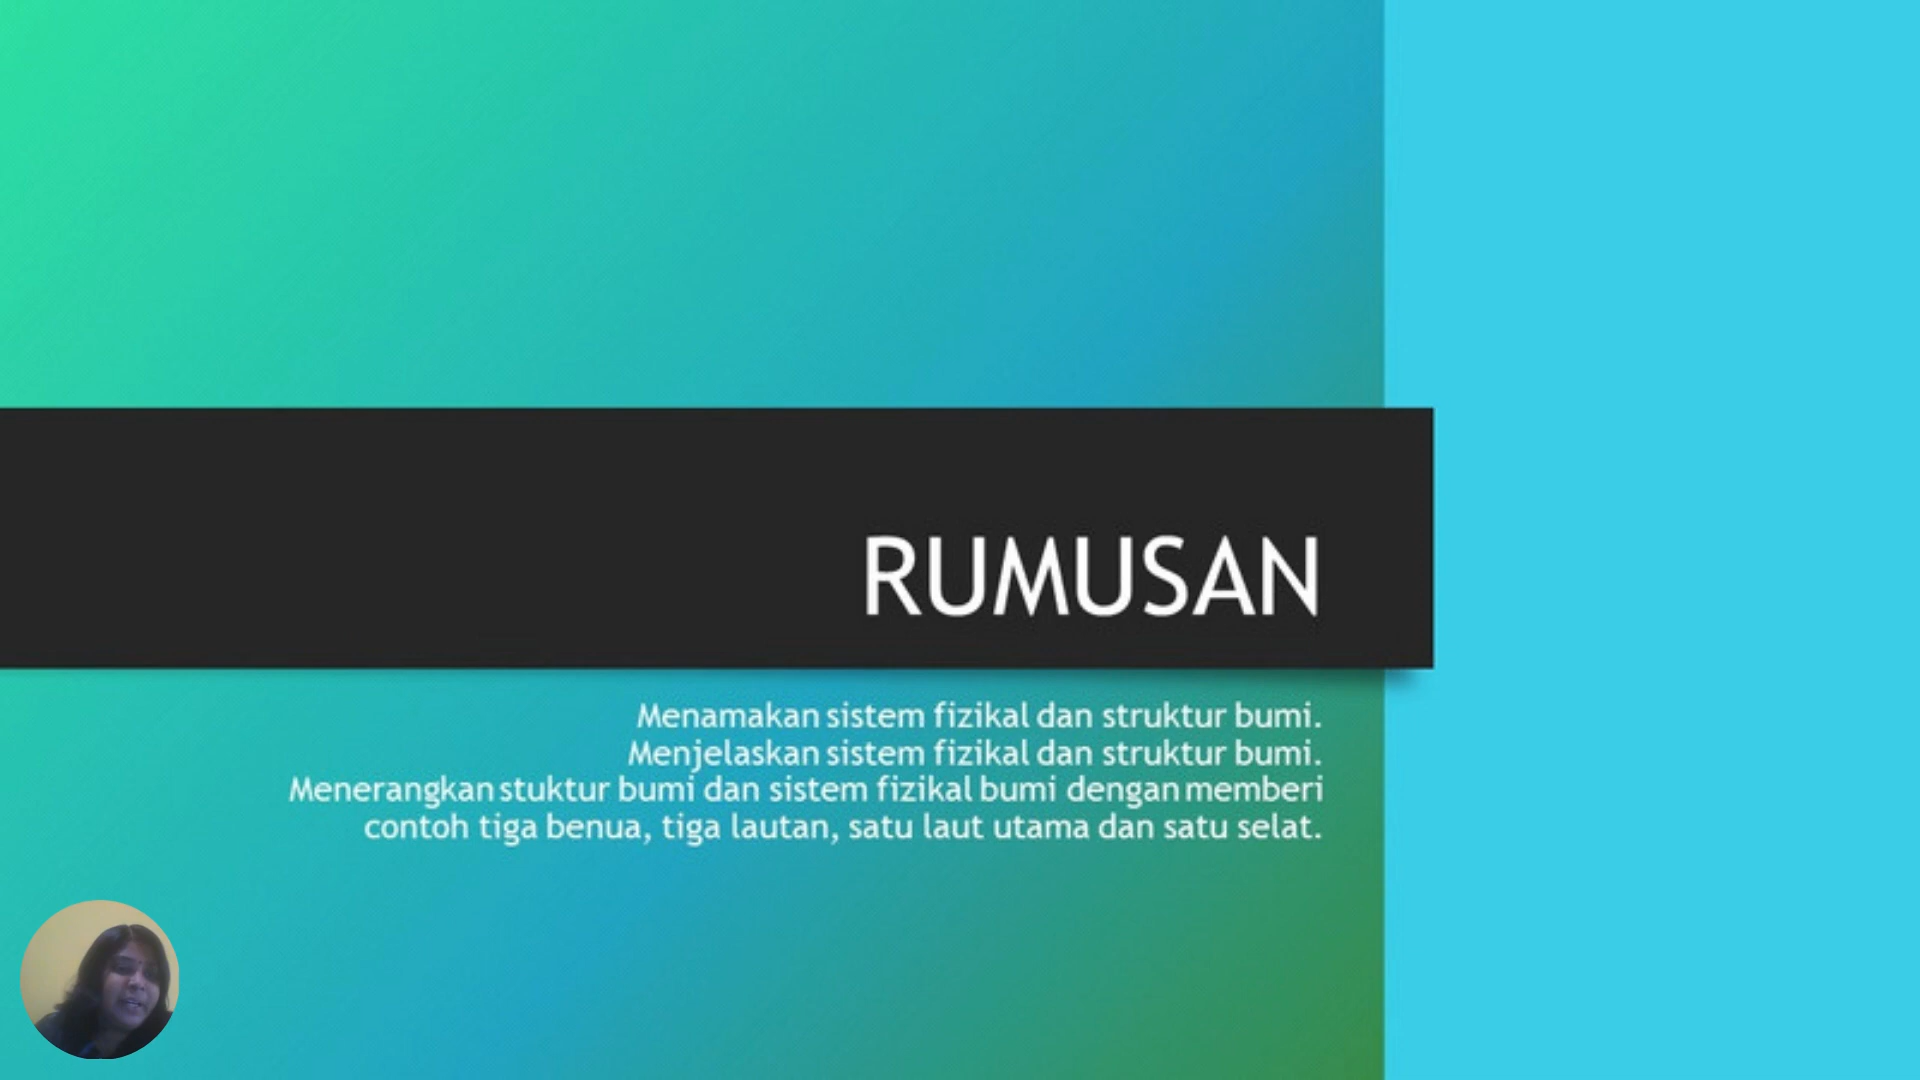 RUMUSAN
Menamakan sistem fizikal dan struktur bumi.
Menjelaskan sistem fizikal dan struktur bumi.
Menerangkan stuktur bumi dan sistem fizikal bumi dengan memberi
contoh tiga benua, tiga lautan, satu laut utama dan satu selat.